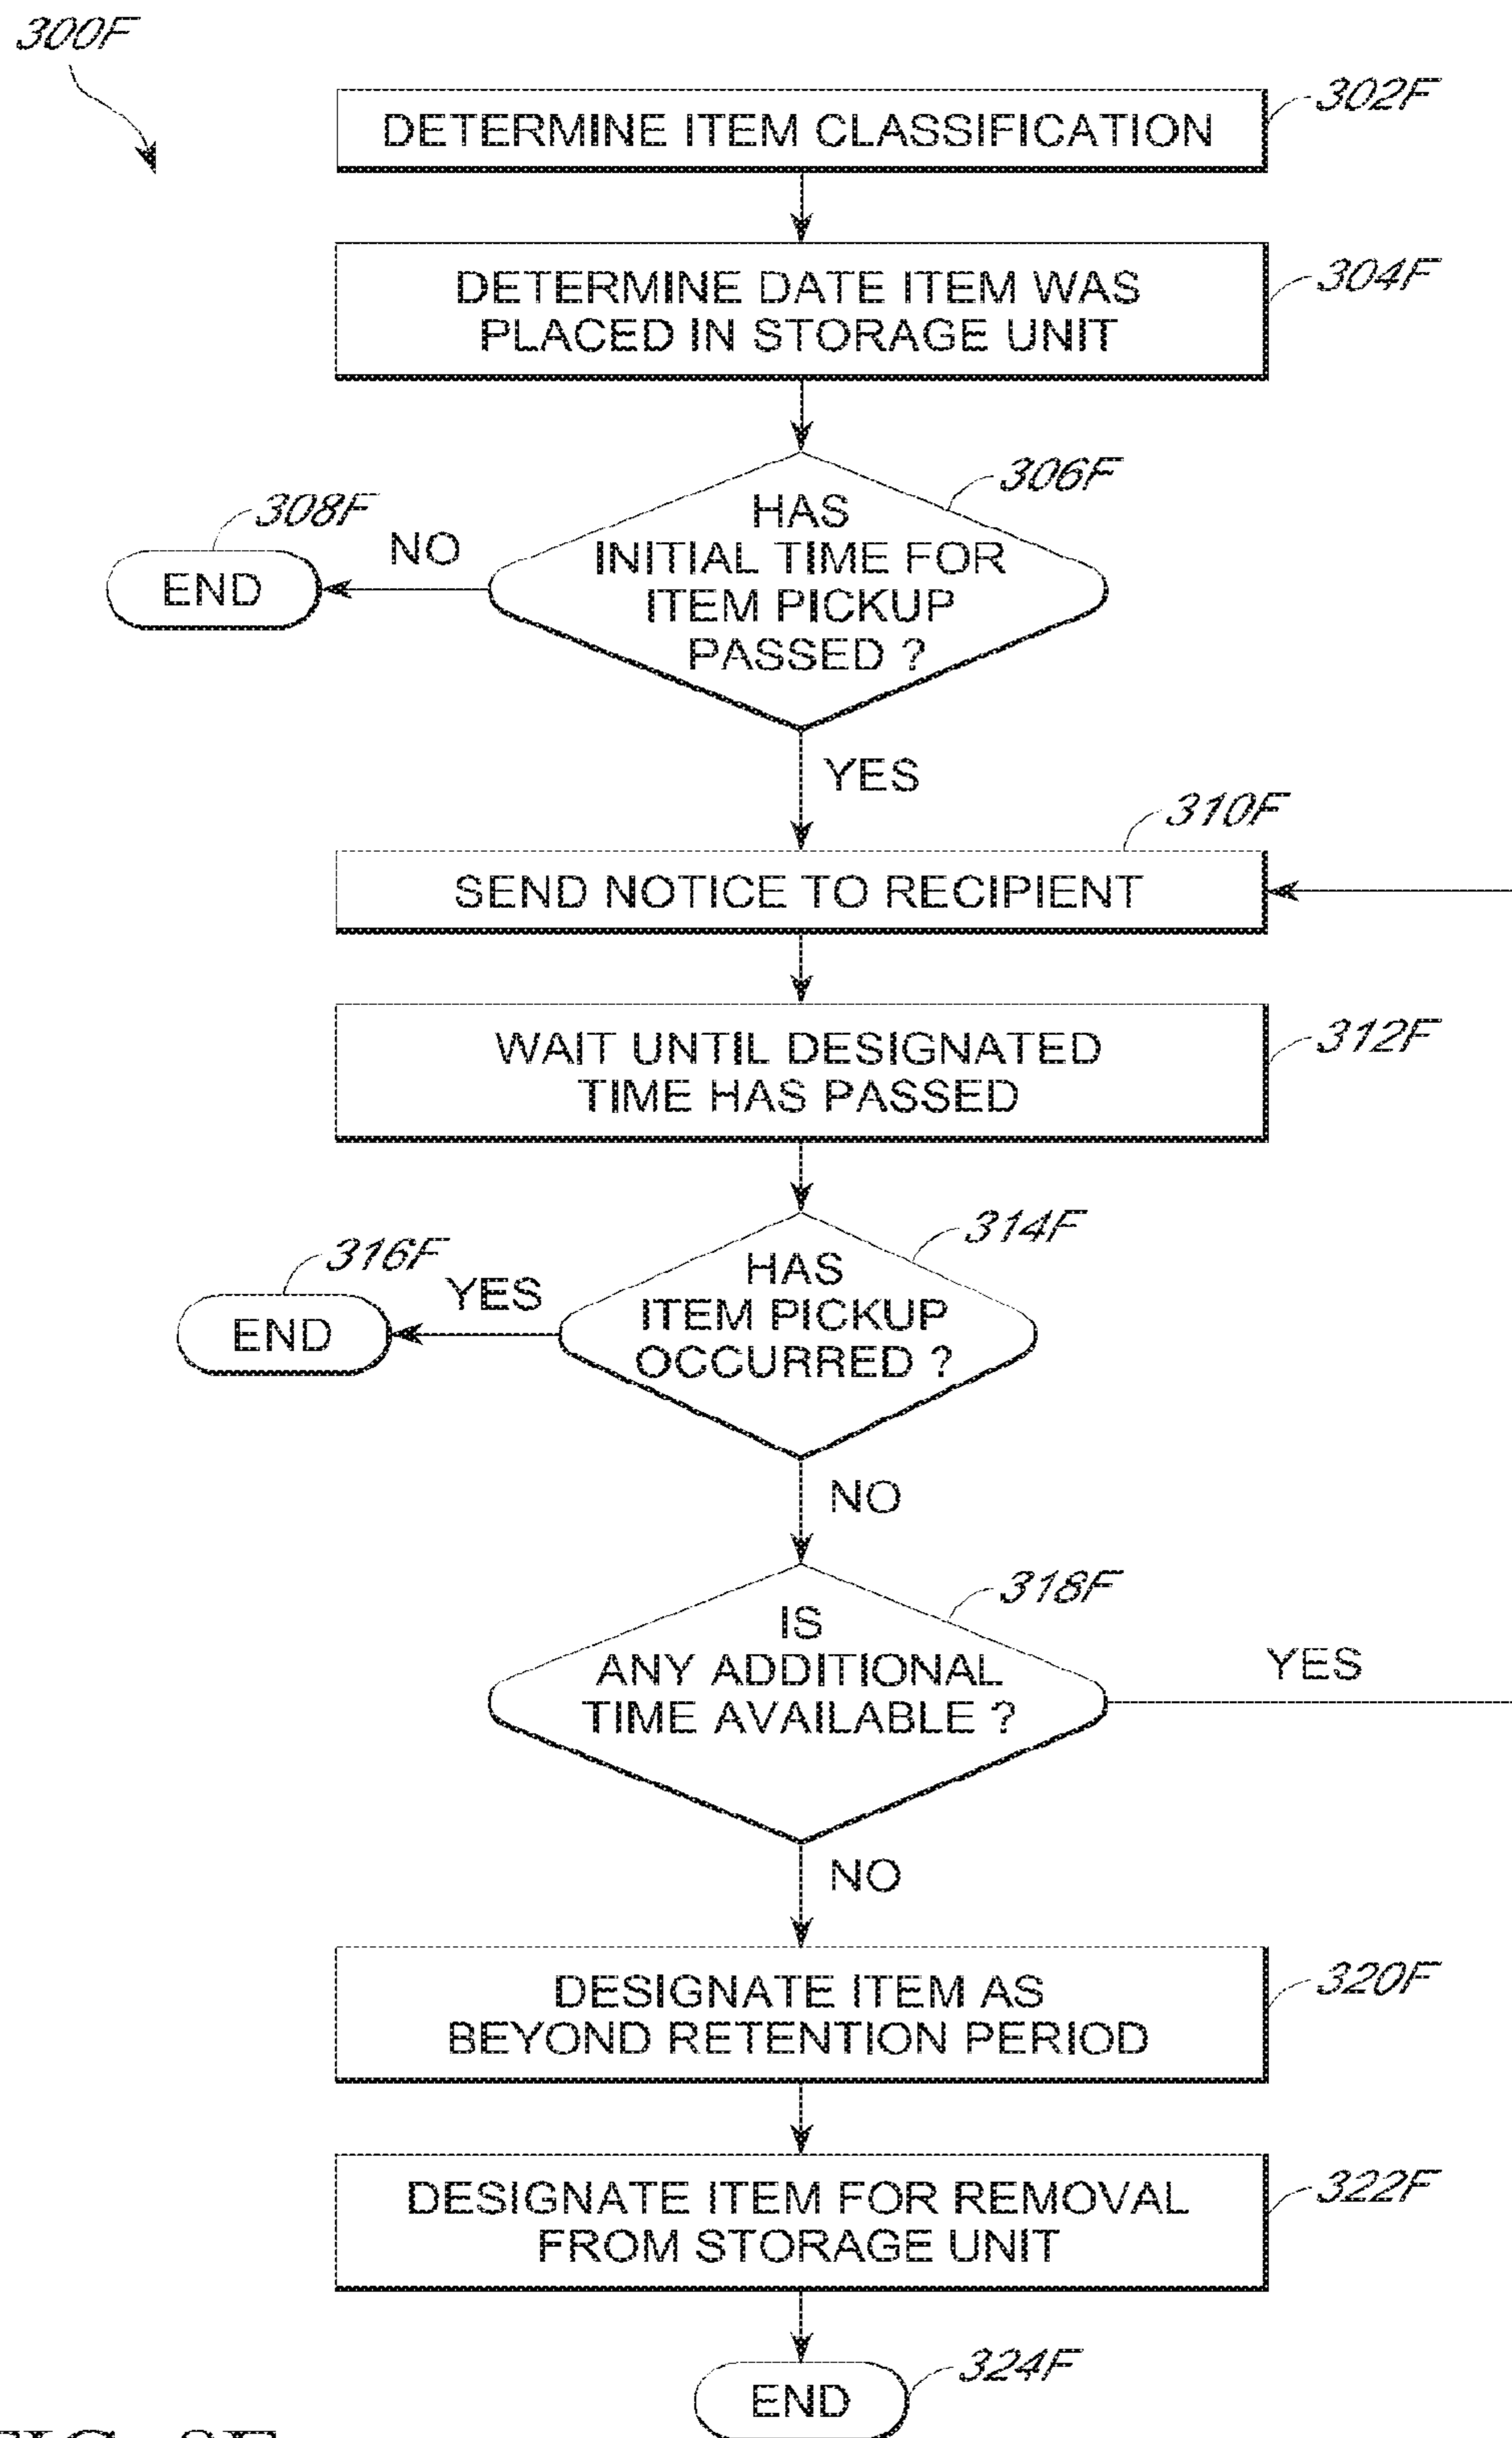 300F
302F
DETERMINE ITEM CLASSIFICATION
304F
DETERMINE DATE ITEM WAS
PLACED IN STORAGE UNIT
306F
HAS
INITIAL TIME FOR
ITEM PICKUP
PASSED ?
308F
NO
END
YES
310F
SEND NOTICE TO RECIPIENT
312F
WAIT UNTIL DESIGNATED
TIME HAS PASSED
314F
HAS
ITEM PICKUP
OCCURRED ?
316F
YES
END
NO
318F
IS
ANY ADDITIONAL
TIME AVAILABLE ?
YES
NO
320F
DESIGNATE ITEM AS
BEYOND RETENTION PERIOD
322F
DESIGNATE ITEM FOR REMOVAL
FROM STORAGE UNIT
324F
END